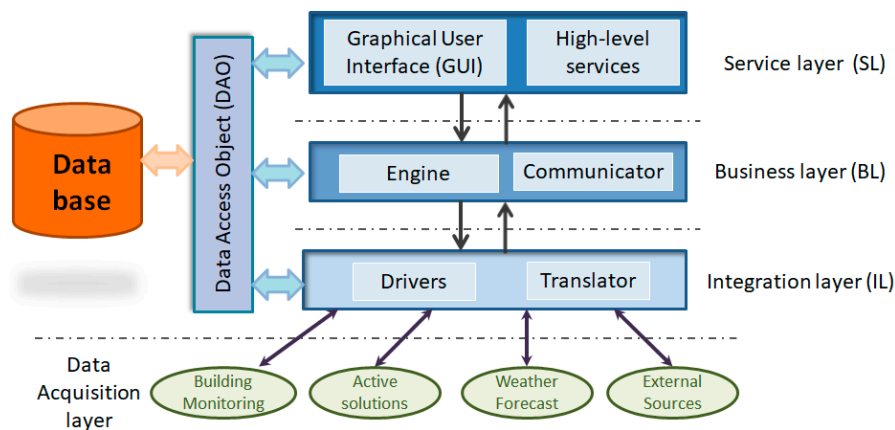 Graphical User
Interface (GUI)
High-level
services
Service layer (SL)
Data Access Object (DAO)
Data
base
Engine
Communicator
Business layer (BL)
Drivers
Translator
Integration layer (IL)
Data
Acquisition
layer
Building
Monitoring
Active
solutions
Weather
Forecast
External
Sources